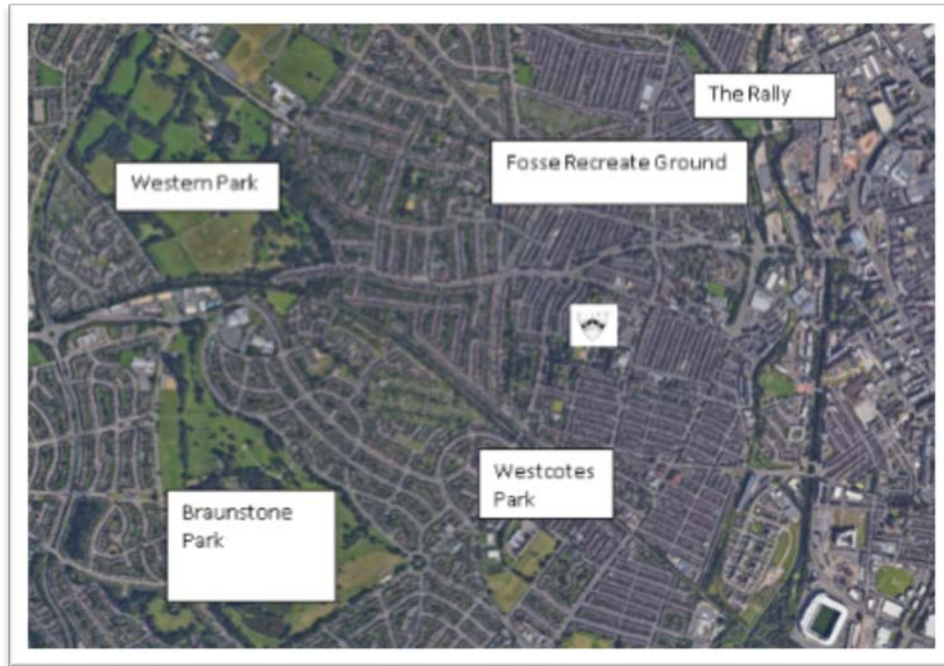 The Rally
Fosse Recreate Ground
Western Park
Westcotes
Park
Braunstone
Park